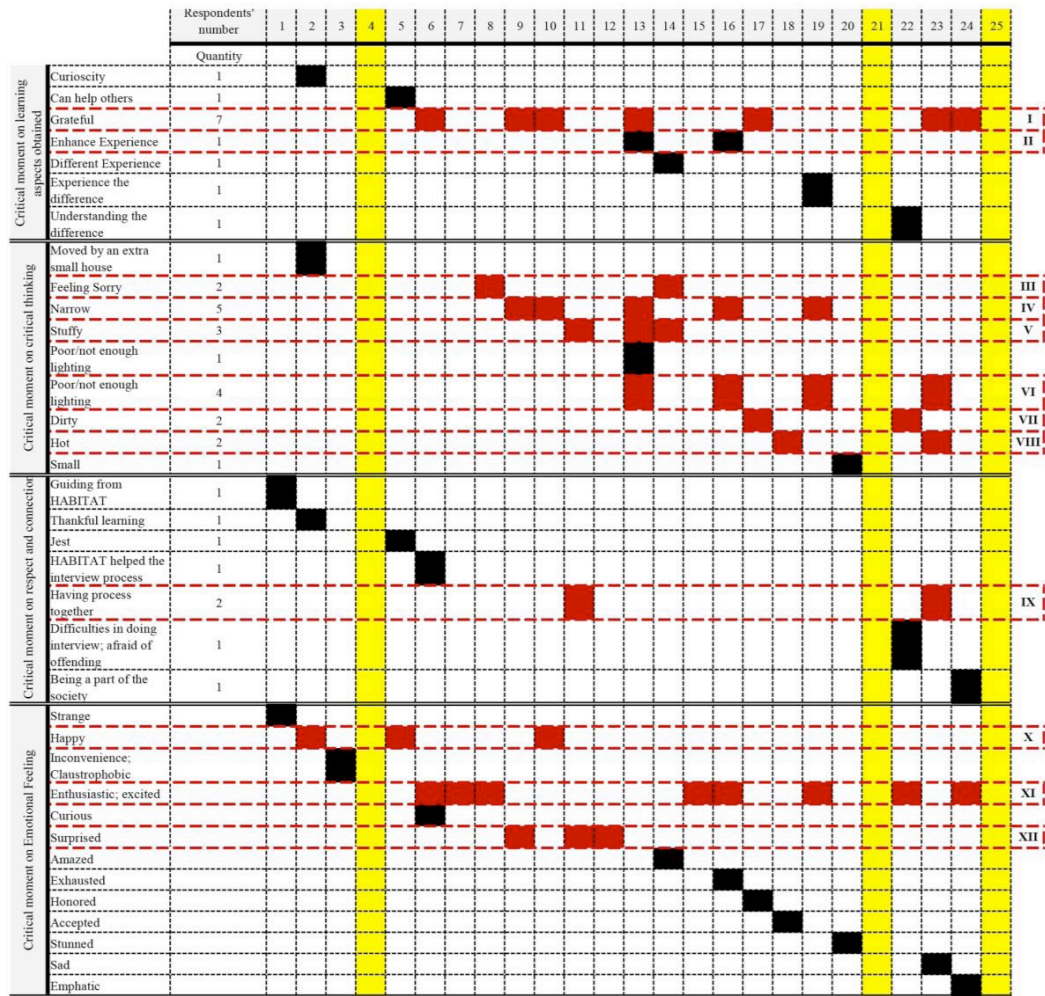 Respondents' number 1 2 3 4 5 6 7 8 9 10 11 12 13 14 15 16 17 18 19 20 21 22 23 24 25
Quantity
Critical moment on learning
aspects obtained
Curioscity 1
Can help others 1
Grateful 7 I
Enhance Experience 1 II
Different Experience 1
Experience the
difference 1
Understanding the
difference 1
Critical moment on critical thinking
Moved by an extra
small house 1
Feeling Sorry 2 III
Narrow 5 IV
Stuffy 3 V
Poor/not enough
lighting 1
Poor/not enough
lighting 4 VI
Dirty 2 VII
Hot 2 VIII
Small 1
Critical moment on respect and connection
Guiding from
HABITAT 1
Thankful learning 1
Jest 1
HABITAT helped the
interview process 1
Having process
together 2 IX
Difficulties in doing
interview; afraid of
offending 1
Being a part of the
society 1
Critical moment on Emotional Feeling
Strange
Happy X
Inconvenience;
Claustrophobic
Enthusiastic; excited XI
Curious
Surprised XII
Amazed
Exhausted
Honored
Accepted
Stunned
Sad
Emphatic